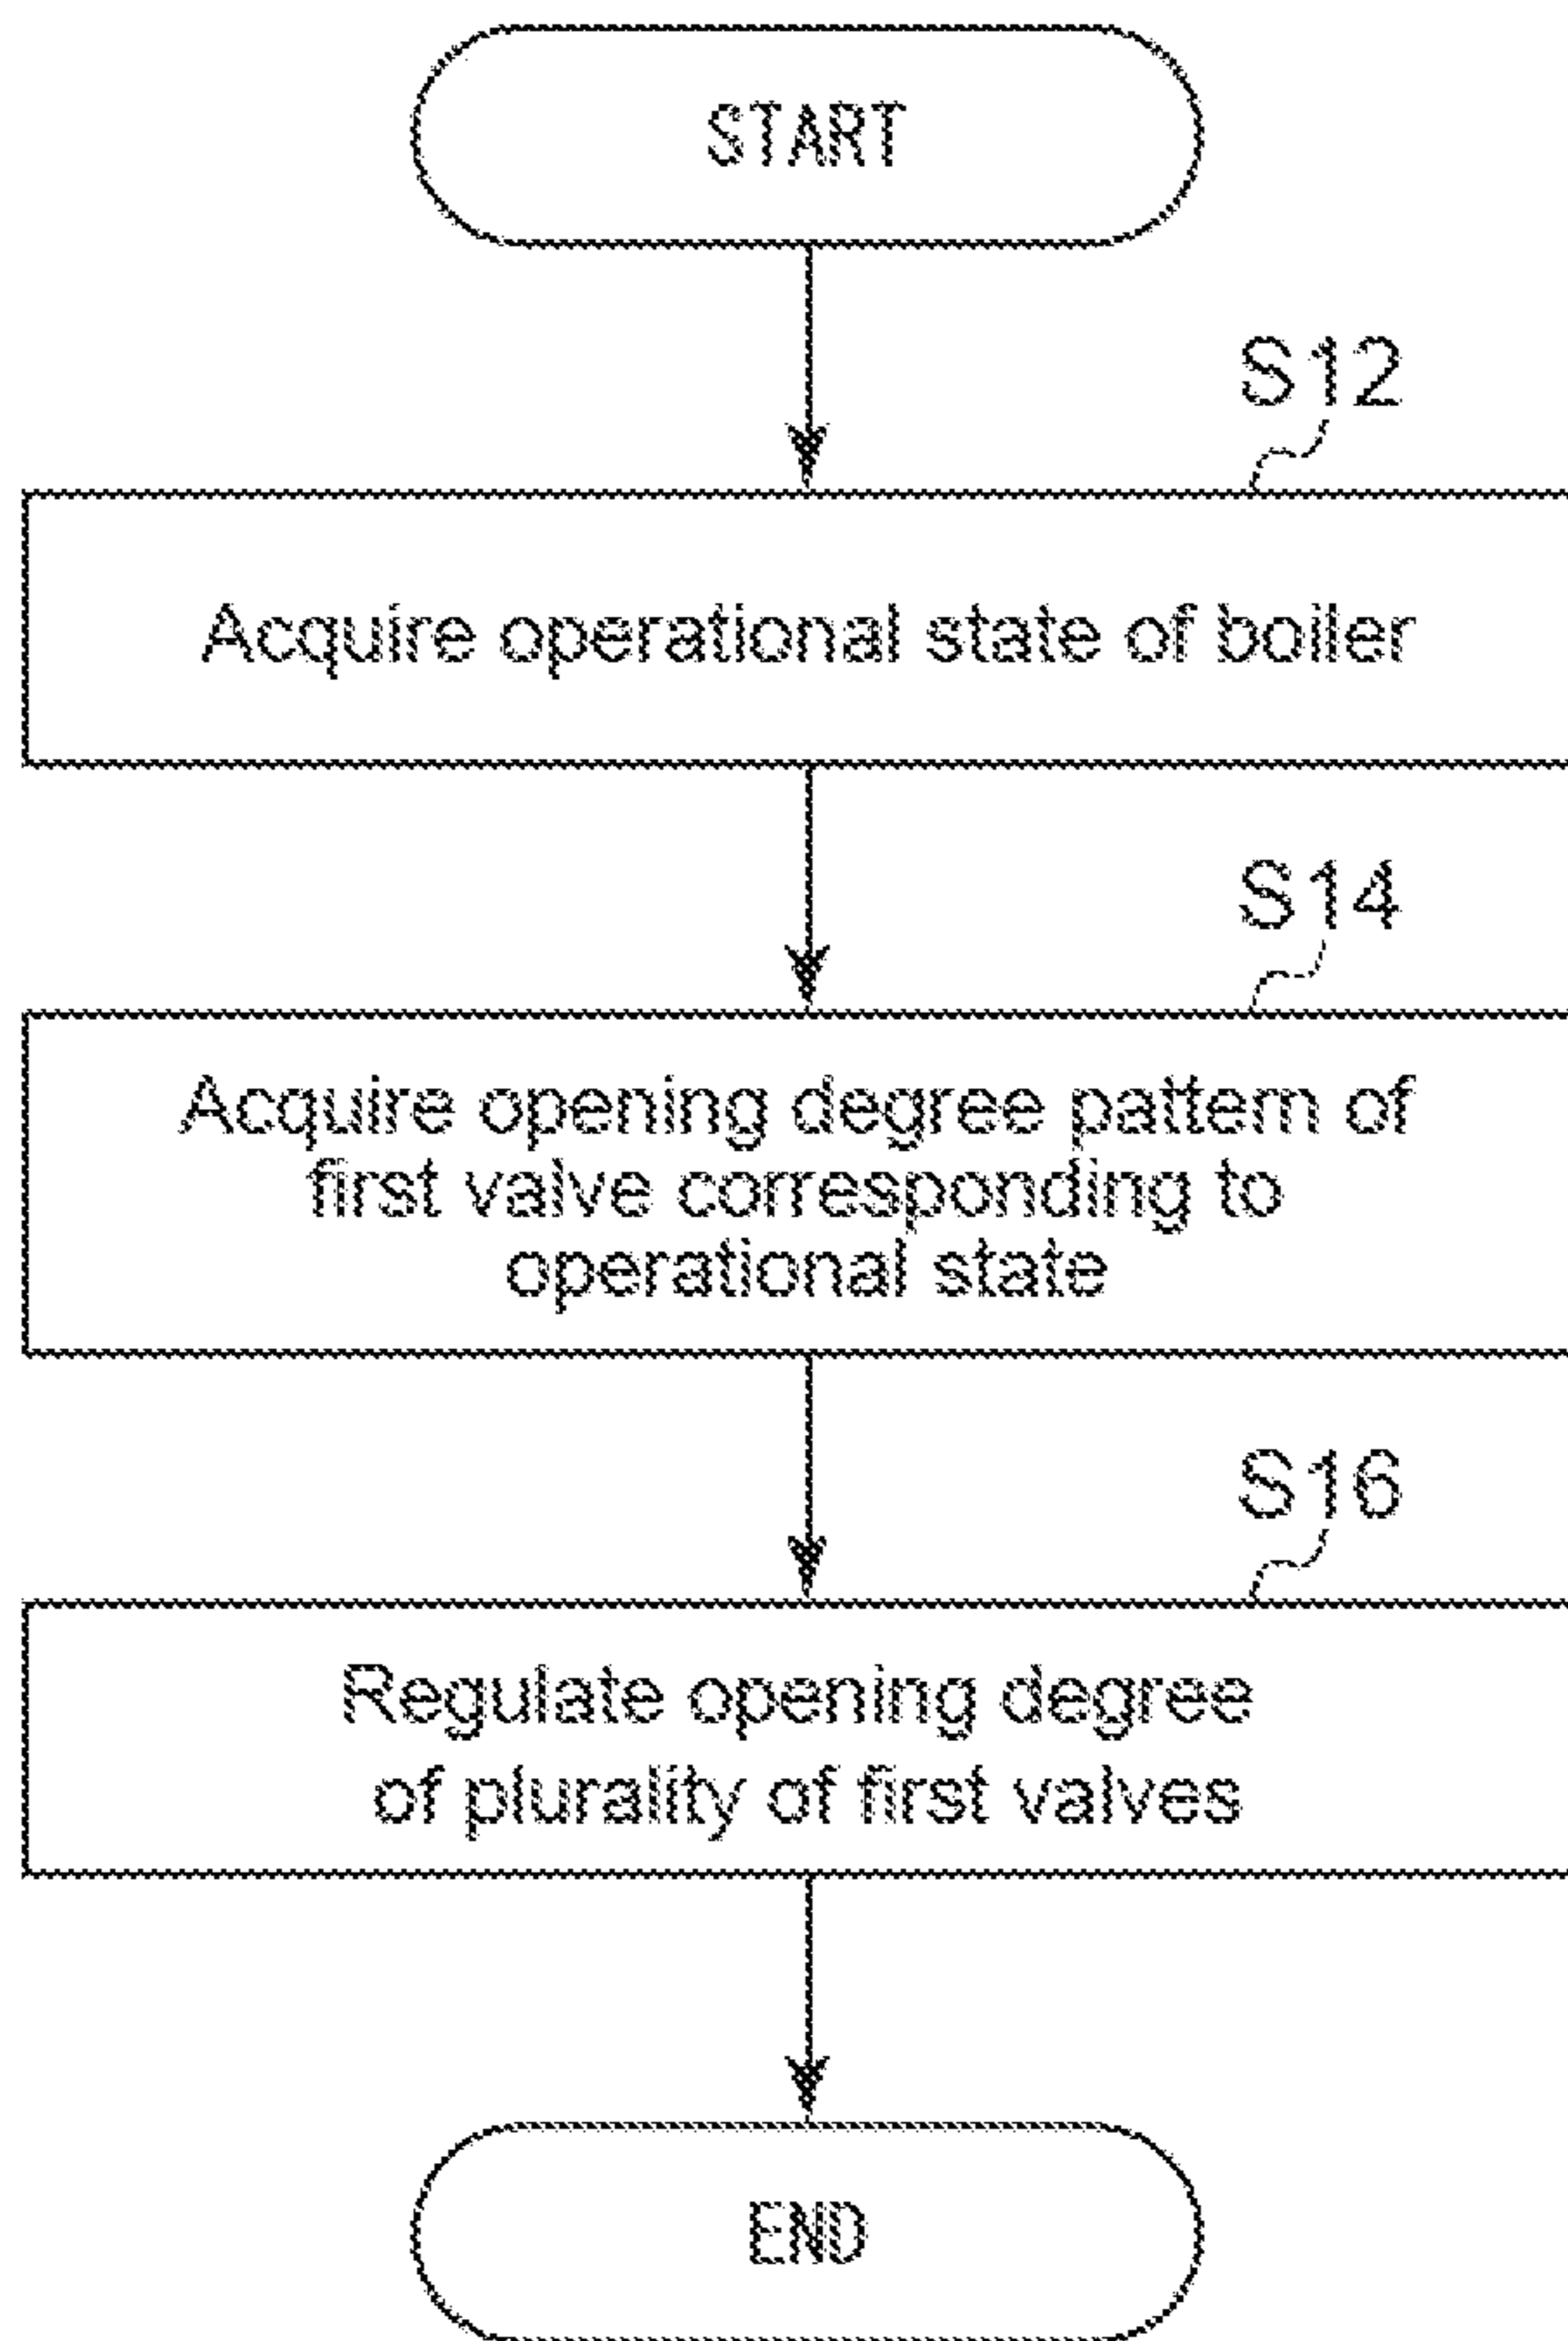 START
S12
Acquire operational state of boiler
S14
Acquire opening degree pattern of
first valve corresponding to
operational state
S16
Regulate opening degree
of plurality of first valves
END